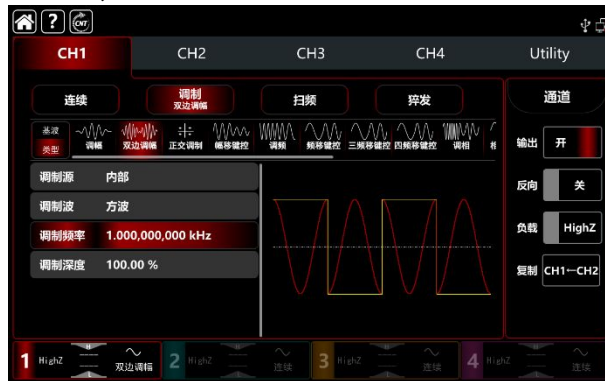 ? CNT
CH1 CH2 CH3 CH4 Utility
连续 调制 扫频 猝发 通道
双边调幅
基波
类型 调幅 双边调幅 正交调制 幅移键控 调频 频移键控 三频移键控 四频移键控 调相
输出 开
调制源 内部
反向 关
调制波 方波
负载 HighZ
调制频率 1.000,000,000 kHz
调制深度 100.00 %
复制 CH1←CH2
1 HighZ 双边调幅 2 HighZ 连续 3 HighZ 连续 4 HighZ 连续